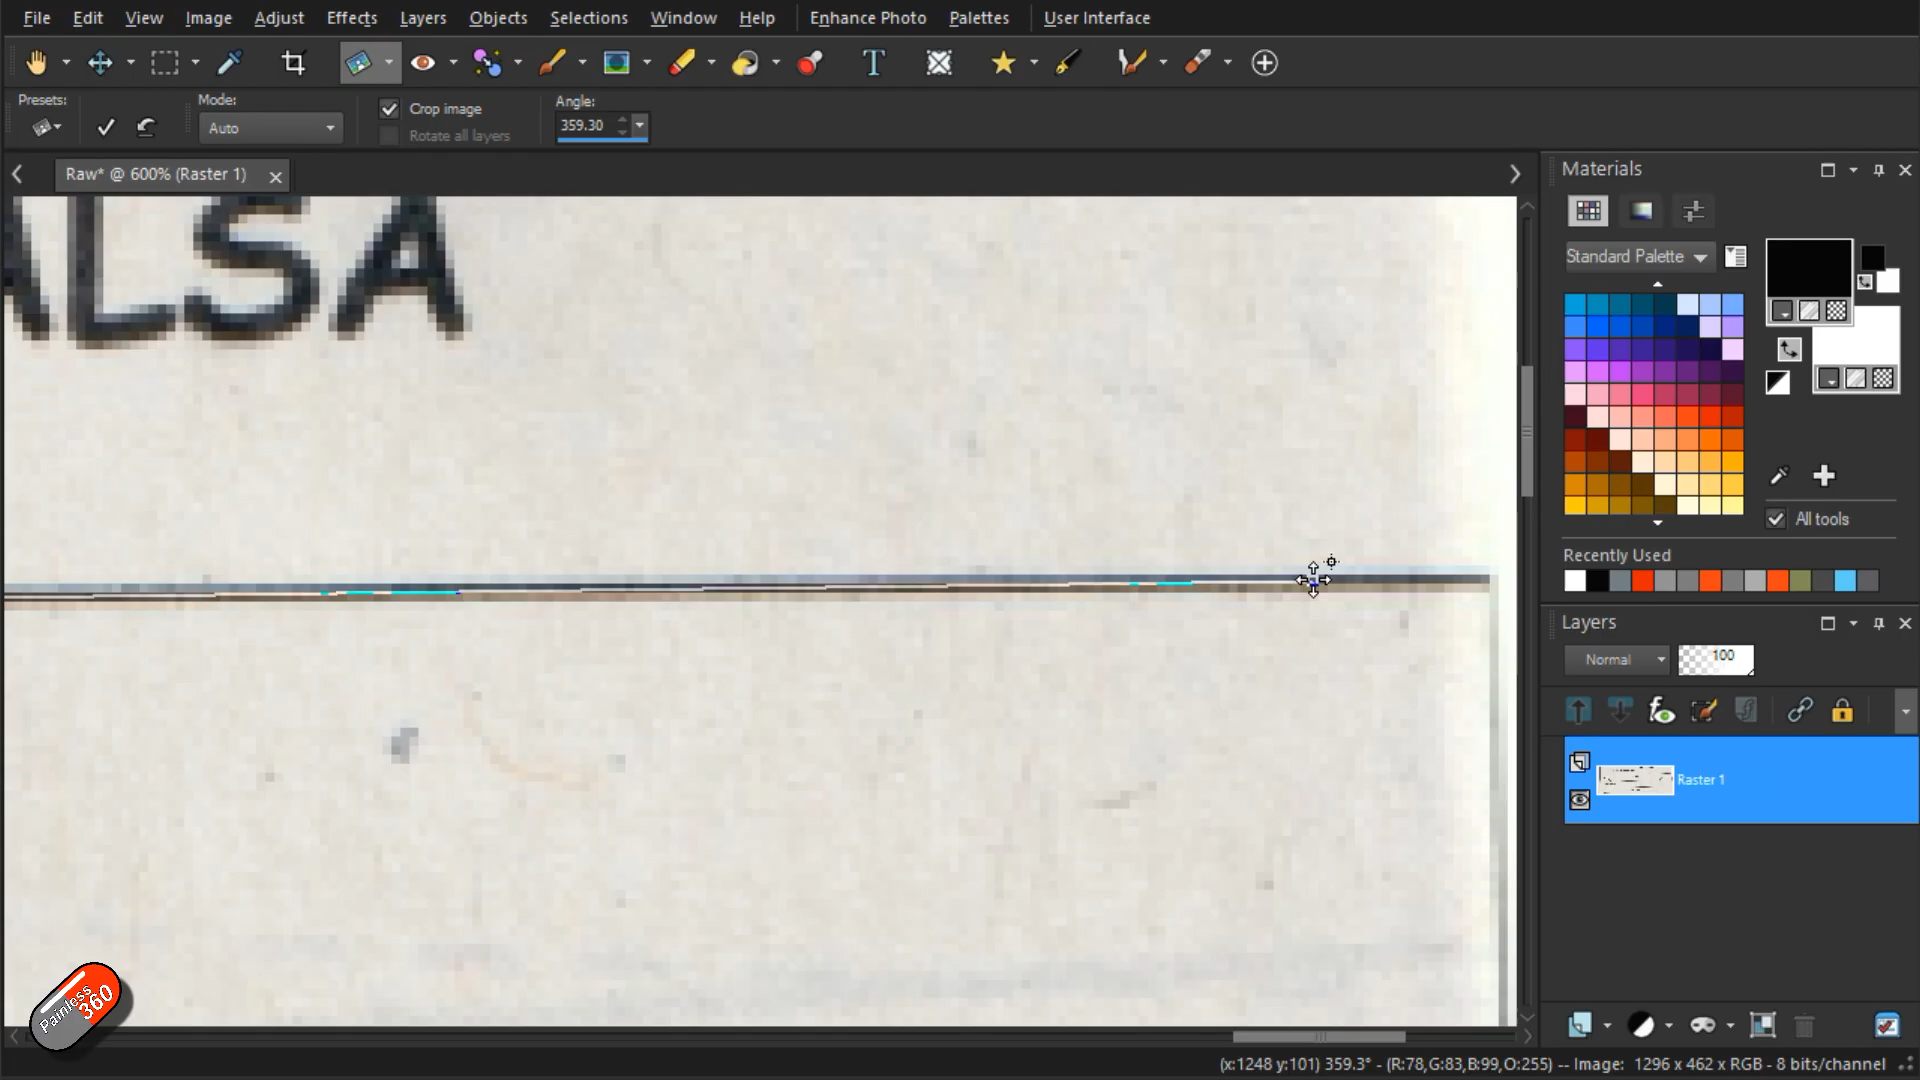 File Edit View Image Adjust Effects Layers Objects Selections Window Help Enhance Photo Palettes User Interface
Presets: Mode: Auto Crop image Rotate all layers Angle: 359.30
Raw* @ 600% (Raster 1)
Materials
Standard Palette
All tools
Recently Used
Layers
Normal 100
Raster 1
ALSA
Painless
360
(x:1248 y:101) 359.3° - (R:78,G:83,B:99,O:255) -- Image: 1296 x 462 x RGB - 8 bits/channel